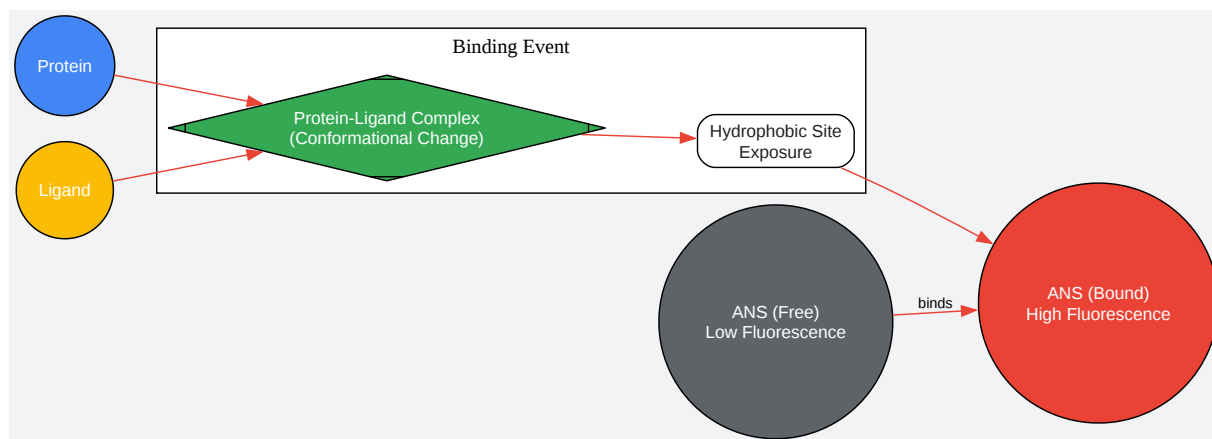 Binding Event
Protein
Protein-Ligand Complex
(Conformational Change)
Hydrophobic Site
Exposure
Ligand
ANS (Free)
Low Fluorescence
binds
ANS (Bound)
High Fluorescence